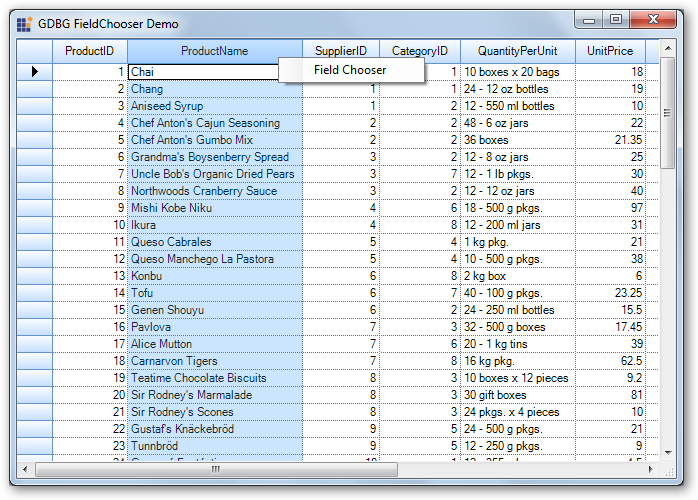 GDBG FieldChooser Demo
ProductID ProductName SupplierID CategoryID QuantityPerUnit UnitPrice
Field Chooser
1 Chai 1 10 boxes x 20 bags 18
2 Chang 1 1 24 - 12 oz bottles 19
3 Aniseed Syrup 1 2 12 - 550 ml bottles 10
4 Chef Anton's Cajun Seasoning 2 2 48 - 6 oz jars 22
5 Chef Anton's Gumbo Mix 2 2 36 boxes 21.35
6 Grandma's Boysenberry Spread 3 2 12 - 8 oz jars 25
7 Uncle Bob's Organic Dried Pears 3 7 12 - 1 lb pkgs. 30
8 Northwoods Cranberry Sauce 3 2 12 - 12 oz jars 40
9 Mishi Kobe Niku 4 6 18 - 500 g pkgs. 97
10 Ikura 4 8 12 - 200 ml jars 31
11 Queso Cabrales 5 4 1 kg pkg. 21
12 Queso Manchego La Pastora 5 4 10 - 500 g pkgs. 38
13 Konbu 6 8 2 kg box 6
14 Tofu 6 7 40 - 100 g pkgs. 23.25
15 Genen Shouyu 6 2 24 - 250 ml bottles 15.5
16 Pavlova 7 3 32 - 500 g boxes 17.45
17 Alice Mutton 7 6 20 - 1 kg tins 39
18 Carnarvon Tigers 7 8 16 kg pkg. 62.5
19 Teatime Chocolate Biscuits 8 3 10 boxes x 12 pieces 9.2
20 Sir Rodney's Marmalade 8 3 30 gift boxes 81
21 Sir Rodney's Scones 8 3 24 pkgs. x 4 pieces 10
22 Gustaf's Knäckebröd 9 5 24 - 500 g pkgs. 21
23 Tunnbröd 9 5 12 - 250 g pkgs. 9